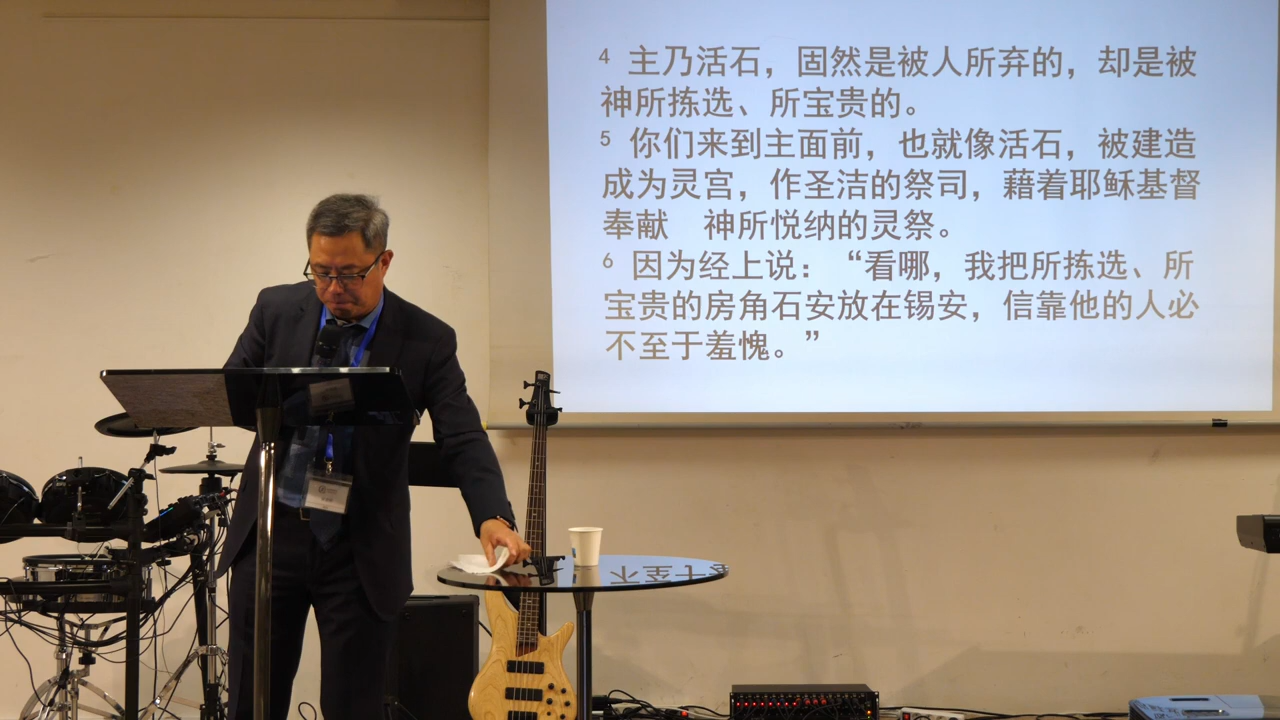 4 主乃活石，固然是被人所弃的，却是被
神所拣选、所宝贵的。
5 你们来到主面前，也就像活石，被建造
成为灵宫，作圣洁的祭司，藉着耶稣基督
奉献　神所悦纳的灵祭。
6 因为经上说：“看哪，我把所拣选、所
宝贵的房角石安放在锡安，信靠他的人必
不至于羞愧。”